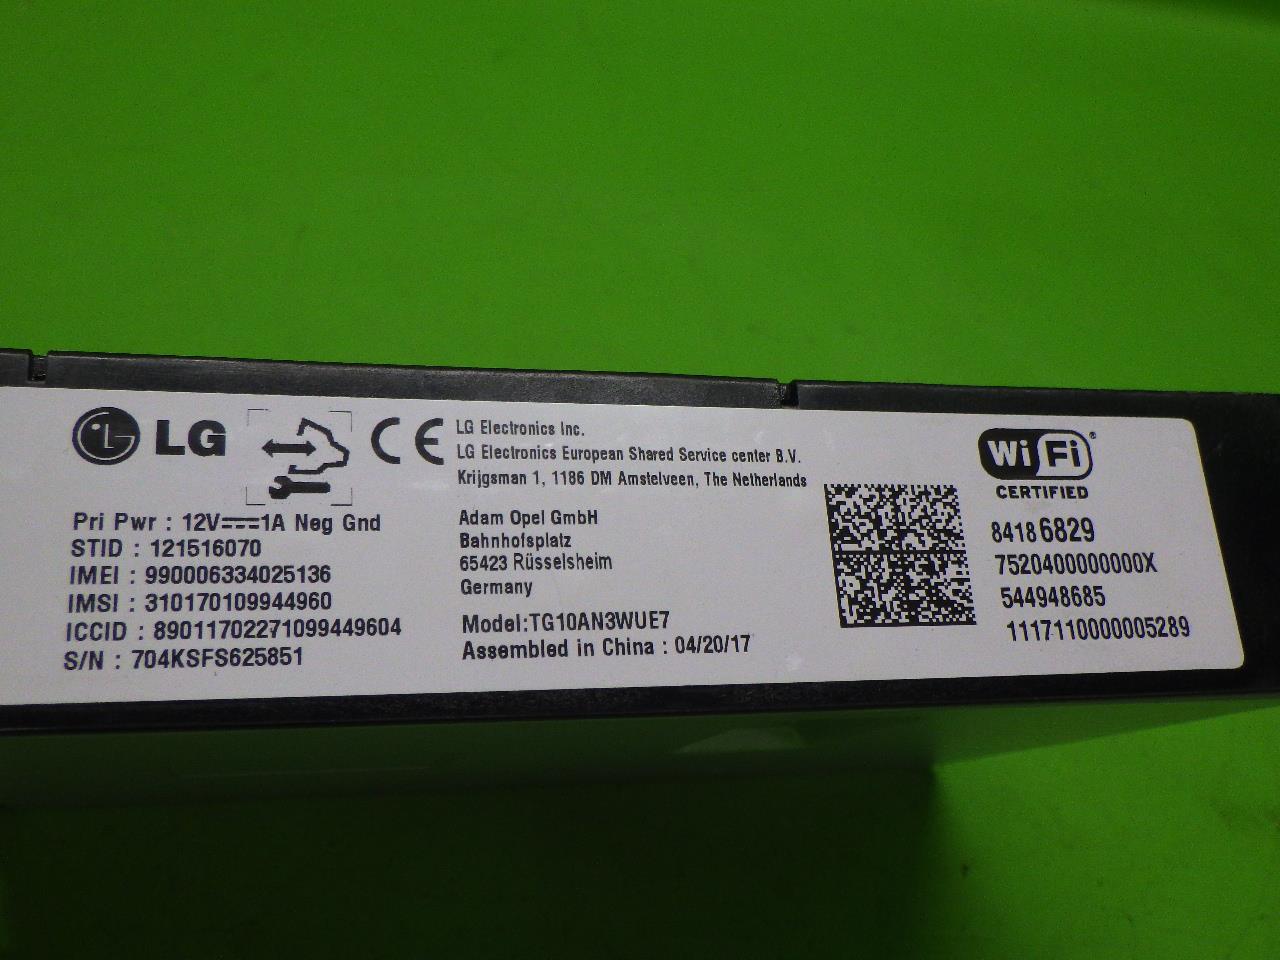 LG
CE
LG Electronics Inc.
LG Electronics European Shared Service center B.V.
Krijgsman 1, 1186 DM Amstelveen, The Netherlands
Pri Pwr : 12V⎓1A Neg Gnd
STID : 121516070
IMEI : 990006334025136
IMSI : 310170109944960
ICCID : 89011702271099449604
S/N : 704KSFS625851
Adam Opel GmbH
Bahnhofsplatz
65423 Rüsselsheim
Germany
Model:TG10AN3WUE7
Assembled in China : 04/20/17
Wi Fi®
CERTIFIED
8418 6829
7520400000000X
544948685
1117110000005289